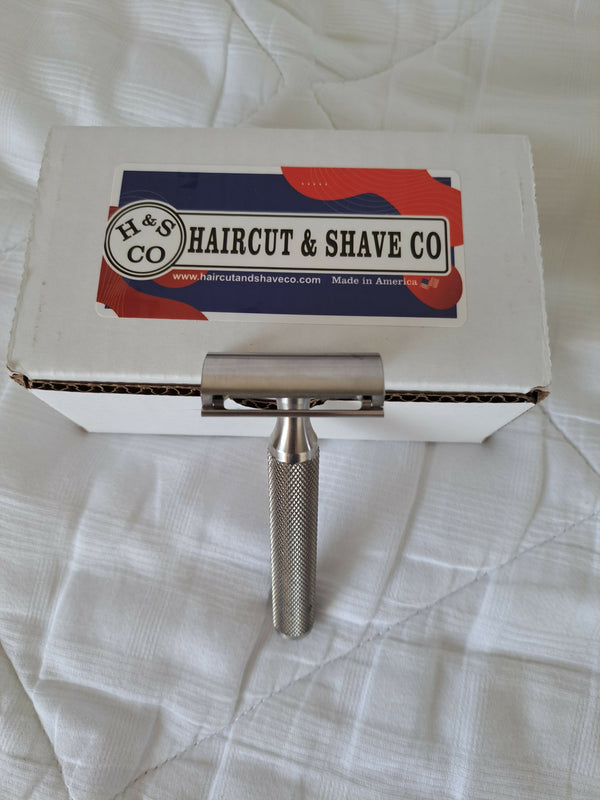 H & S
CO
HAIRCUT & SHAVE CO
www.haircutandshaveco.com Made in America